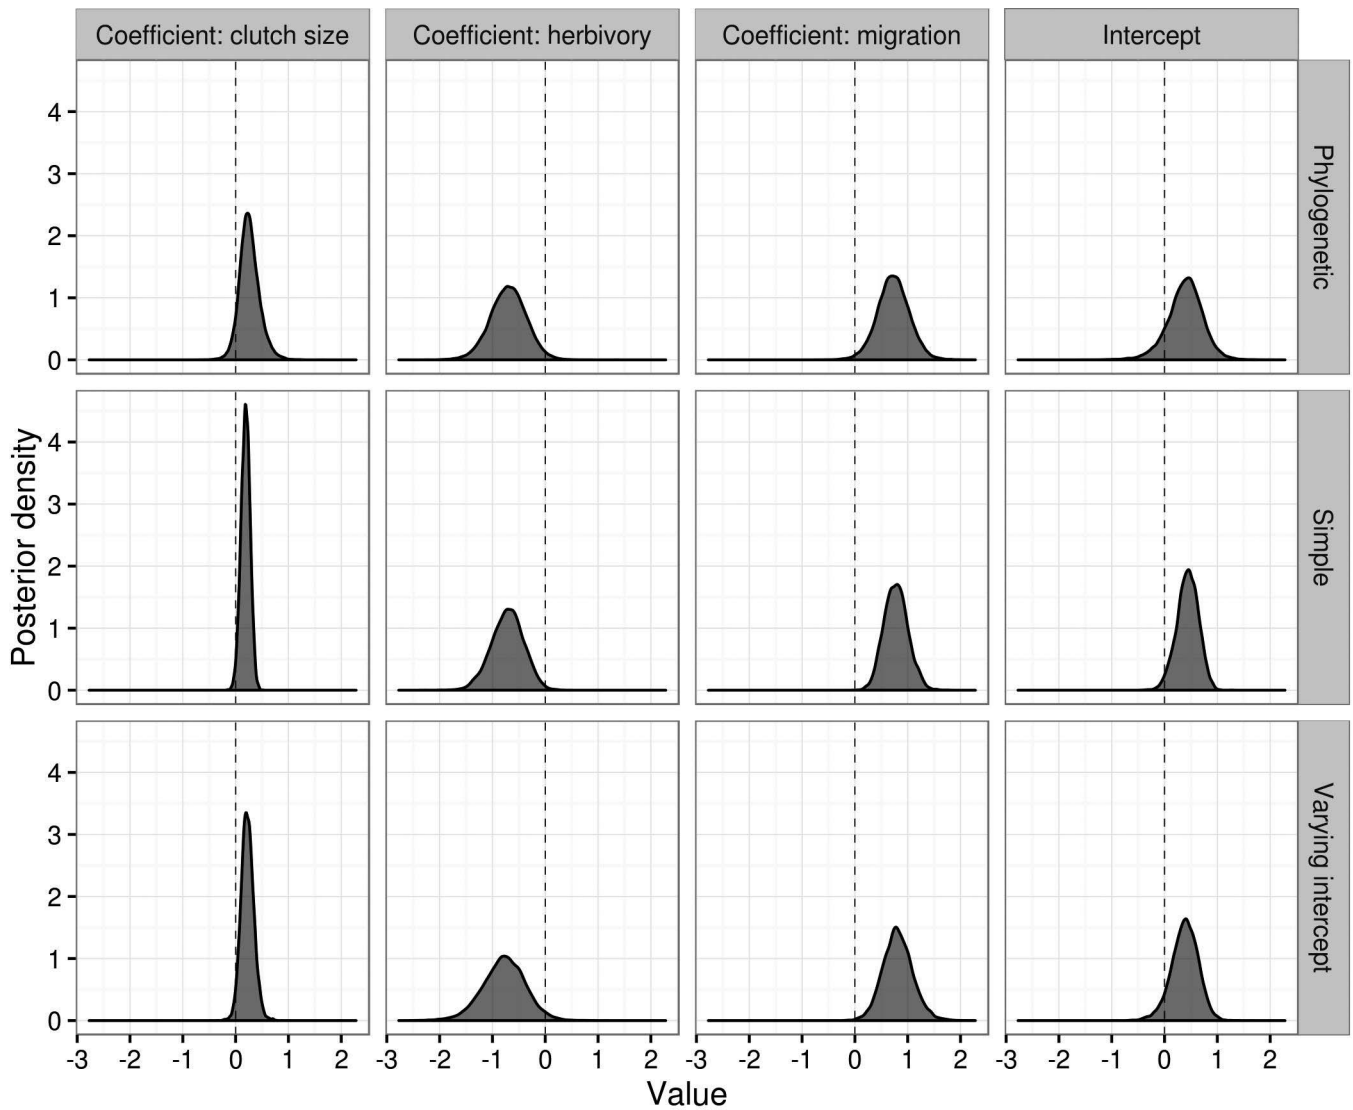 Coefficient: clutch size
Coefficient: herbivory
Coefficient: migration
Intercept
4
3
2
1
0
Phylogenetic
4
3
2
1
0
Simple
4
3
2
1
0
Varying intercept
Posterior density
-3 -2 -1 0 1 2
-3 -2 -1 0 1 2
-3 -2 -1 0 1 2
-3 -2 -1 0 1 2
Value